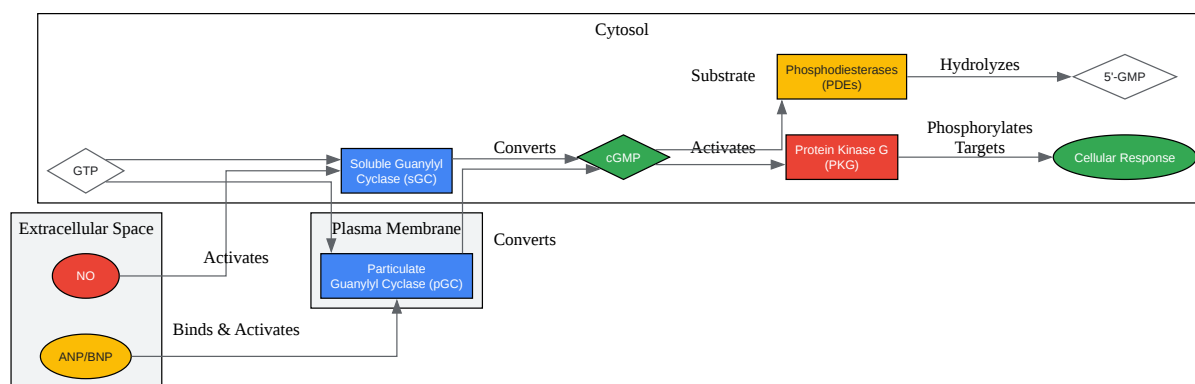 Cytosol
Substrate
Phosphodiesterases
(PDEs)
Hydrolyzes
5'-GMP
GTP
Soluble Guanylyl
Cyclase (sGC)
Converts
cGMP
Activates
Protein Kinase G
(PKG)
Phosphorylates
Targets
Cellular Response
Extracellular Space
NO
Activates
Plasma Membrane
Particulate
Guanylyl Cyclase (pGC)
Converts
Binds & Activates
ANP/BNP